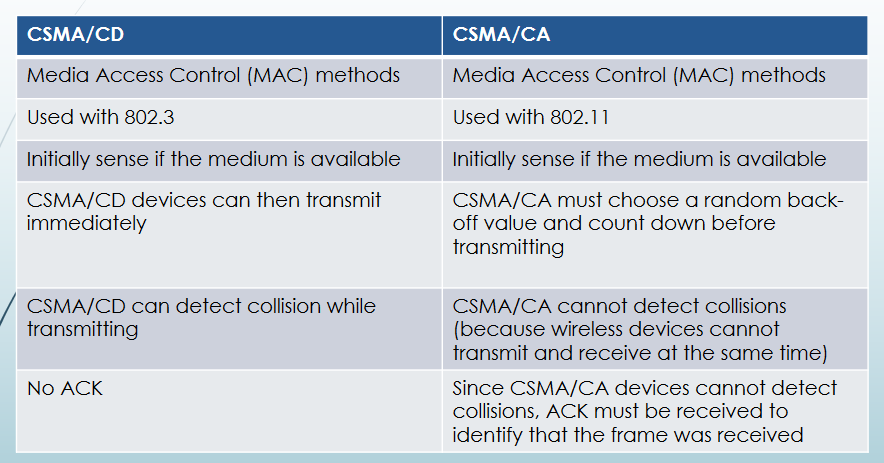 CSMA/CD
CSMA/CA
Media Access Control (MAC) methods
Media Access Control (MAC) methods
Used with 802.3
Used with 802.11
Initially sense if the medium is available
Initially sense if the medium is available
CSMA/CD devices can then transmit
immediately
CSMA/CA must choose a random back-
off value and count down before
transmitting
CSMA/CD can detect collision while
transmitting
CSMA/CA cannot detect collisions
(because wireless devices cannot
transmit and receive at the same time)
No ACK
Since CSMA/CA devices cannot detect
collisions, ACK must be received to
identify that the frame was received